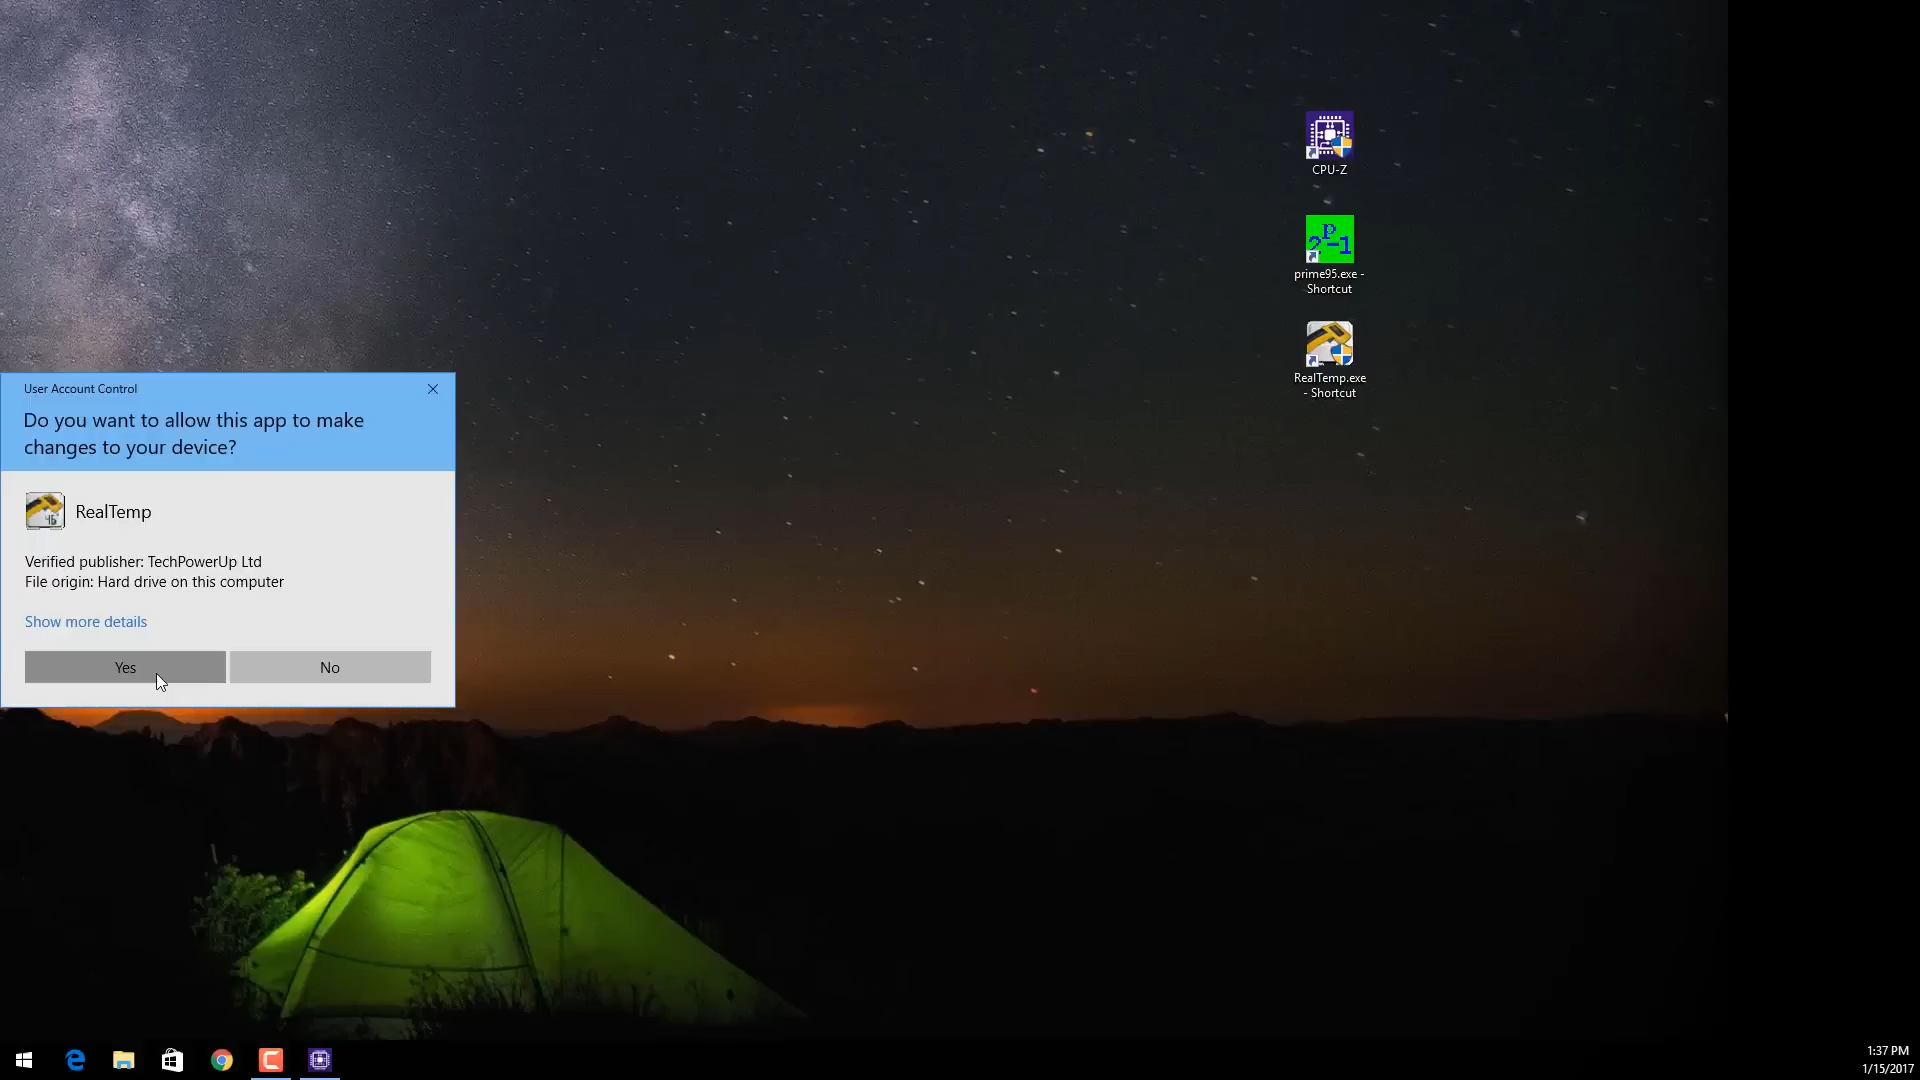 CPU-Z
prime95.exe -
Shortcut
RealTemp.exe
- Shortcut
User Account Control
Do you want to allow this app to make
changes to your device?
RealTemp
Verified publisher: TechPowerUp Ltd
File origin: Hard drive on this computer
Show more details
Yes
No
1:37 PM
1/15/2017